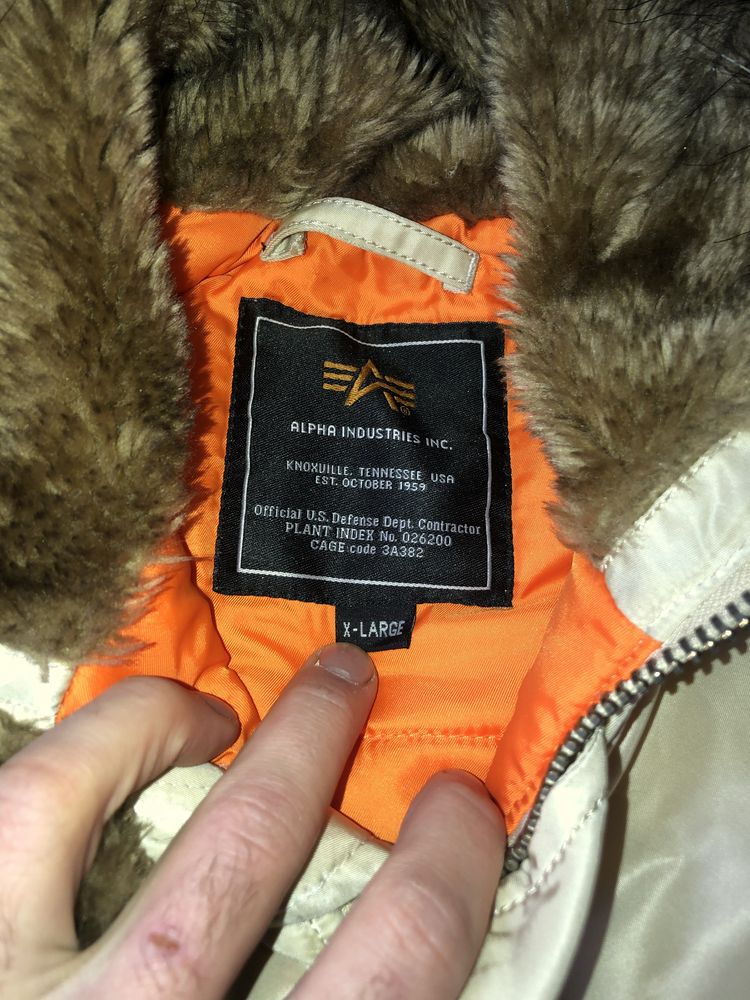 ALPHA INDUSTRIES INC.
KNOXVILLE, TENNESSEE USA
EST. OCTOBER 1959
Official U.S. Defense Dept. Contractor
PLANT INDEX No. 026200
CAGE code 3A382
X-LARGE